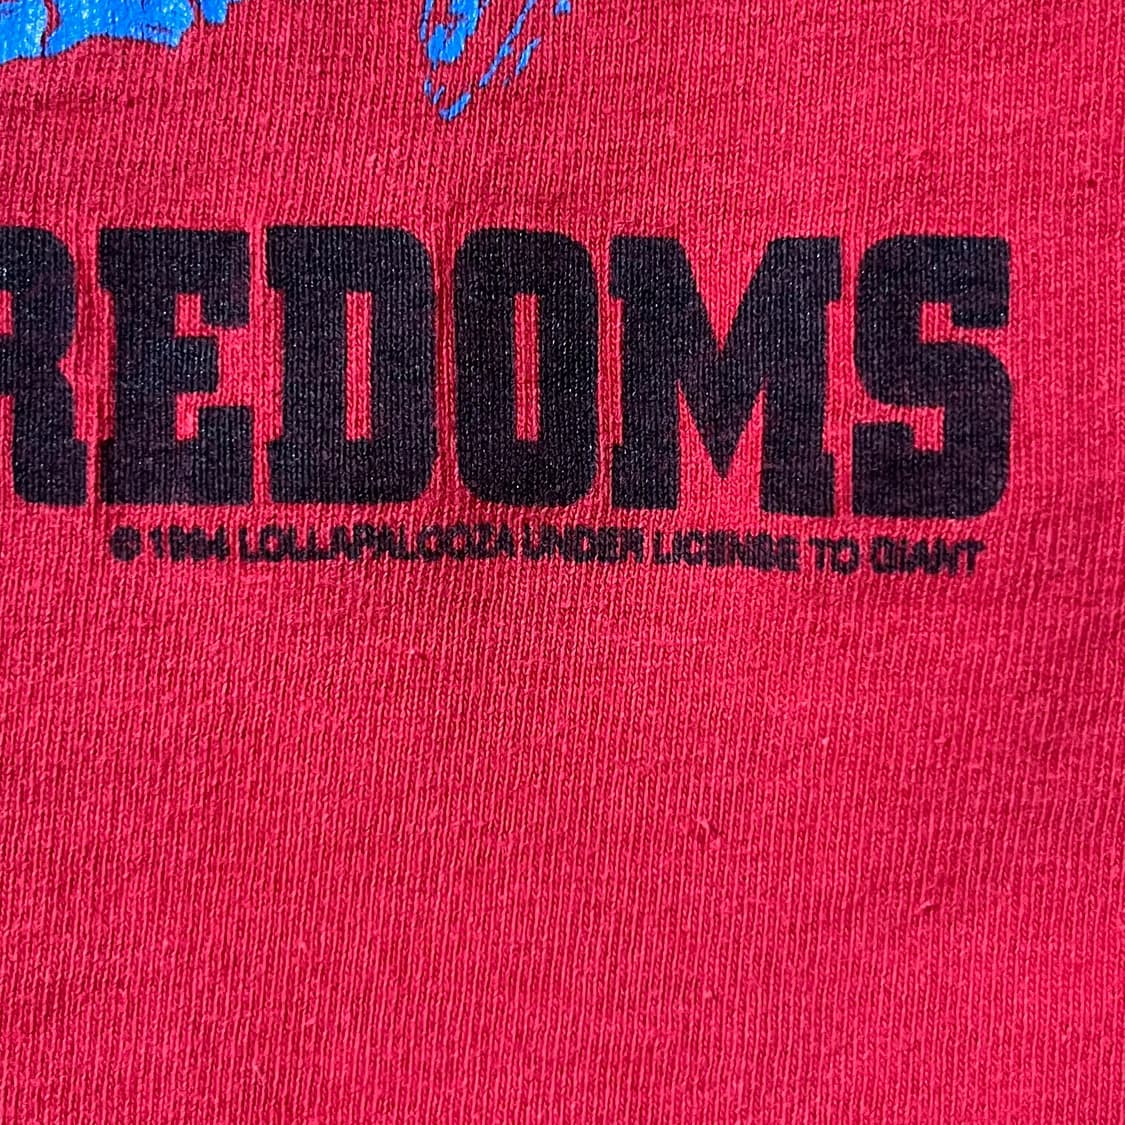 REDOMS
© 1994 LOLLAPALOOZA UNDER LICENSE TO GIANT